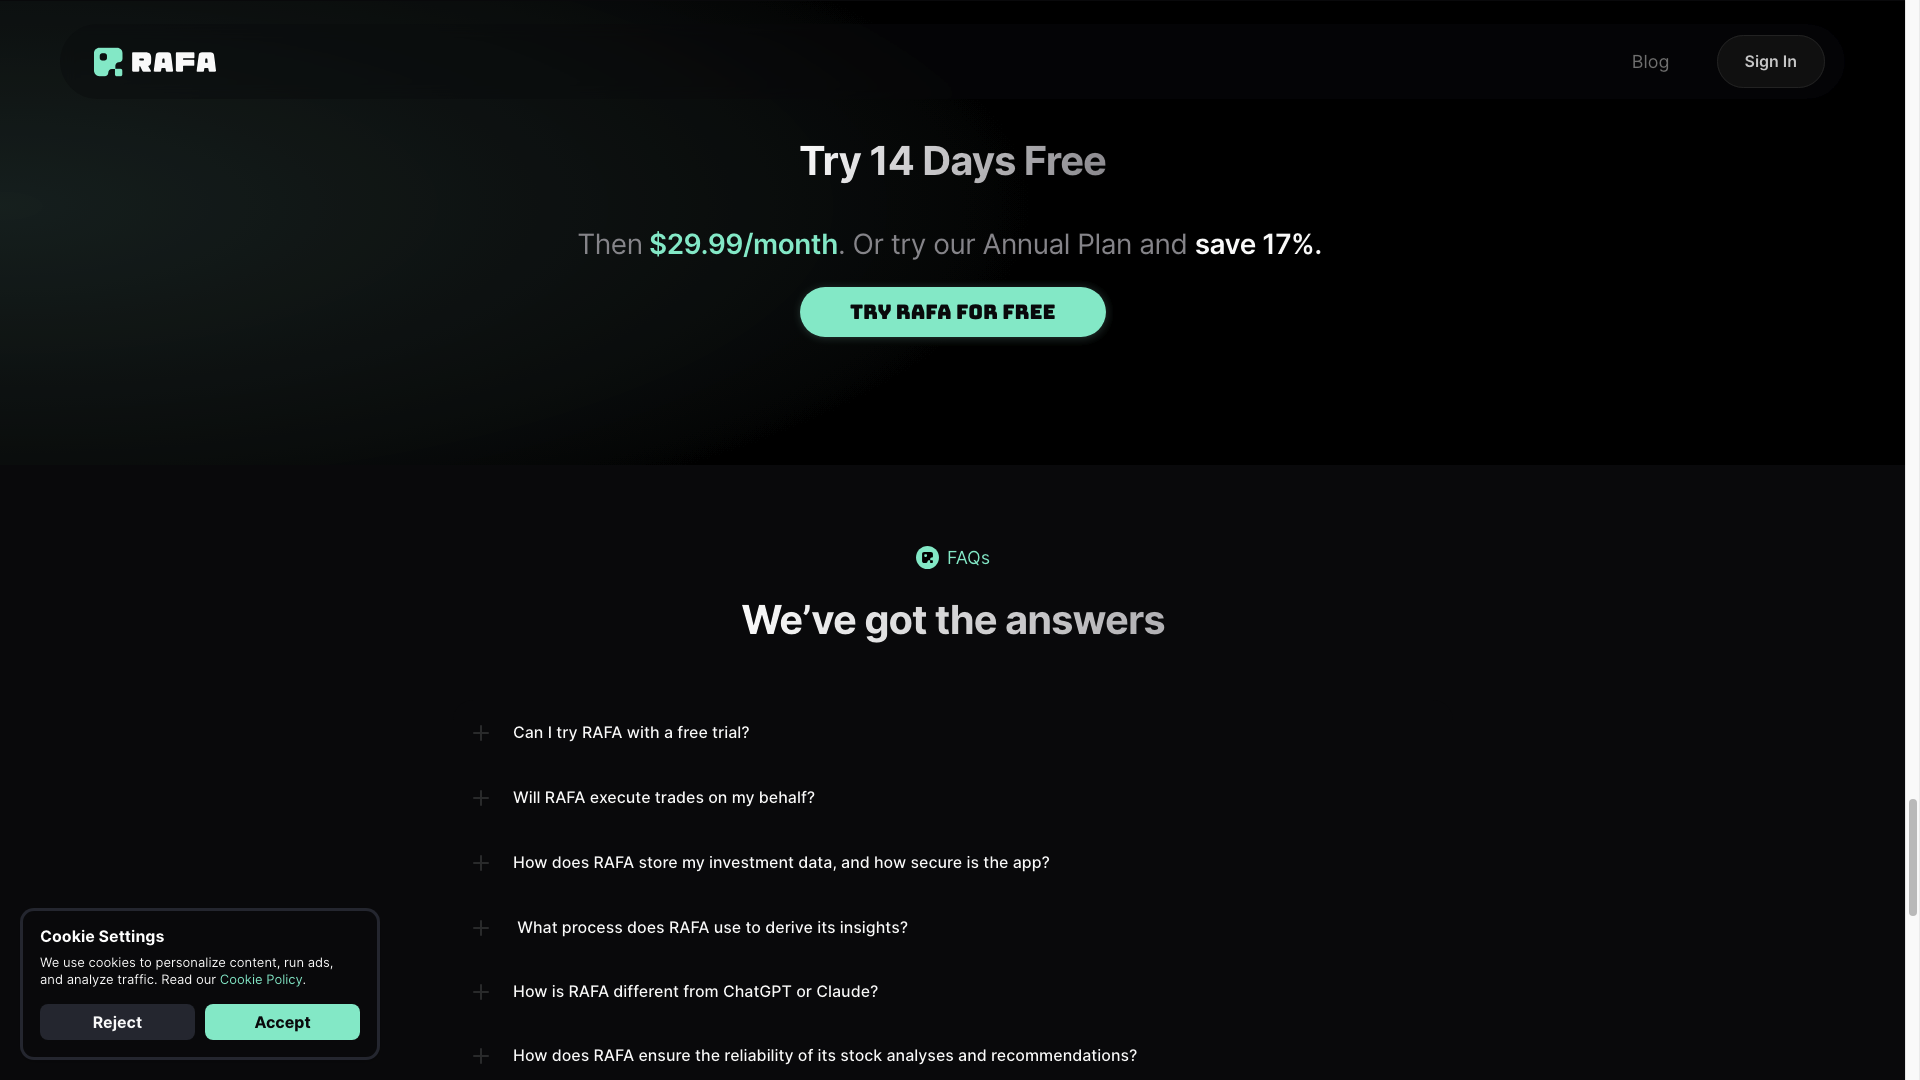 RAFA
Blog
Sign In
Try 14 Days Free
Then $29.99/month. Or try our Annual Plan and save 17%.
TRY RAFA FOR FREE
FAQs
We’ve got the answers
Can I try RAFA with a free trial?
Will RAFA execute trades on my behalf?
How does RAFA store my investment data, and how secure is the app?
What process does RAFA use to derive its insights?
How is RAFA different from ChatGPT or Claude?
How does RAFA ensure the reliability of its stock analyses and recommendations?
Cookie Settings
We use cookies to personalize content, run ads,
and analyze traffic. Read our Cookie Policy.
Reject
Accept